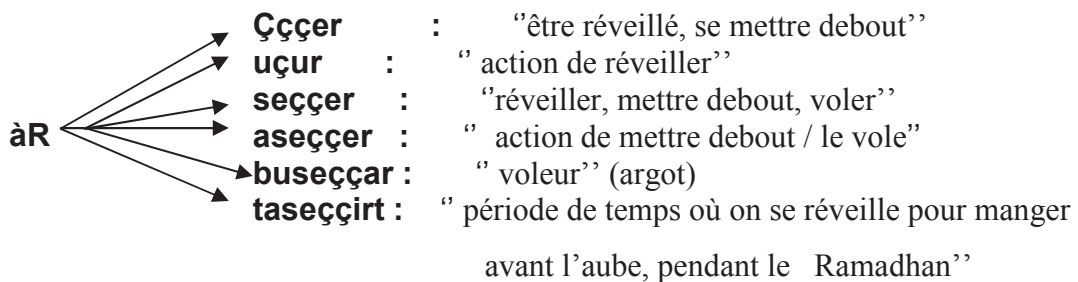 Çççer : ‘’être réveillé, se mettre debout’’
uçur : ‘’ action de réveiller’’
seççer : ‘’réveiller, mettre debout, voler’’
àR aseççer : ‘’ action de mettre debout / le vole’’
buseççar : ‘’ voleur’’ (argot)
taseççirt : ‘’ période de temps où on se réveille pour manger
avant l’aube, pendant le Ramadhan’’